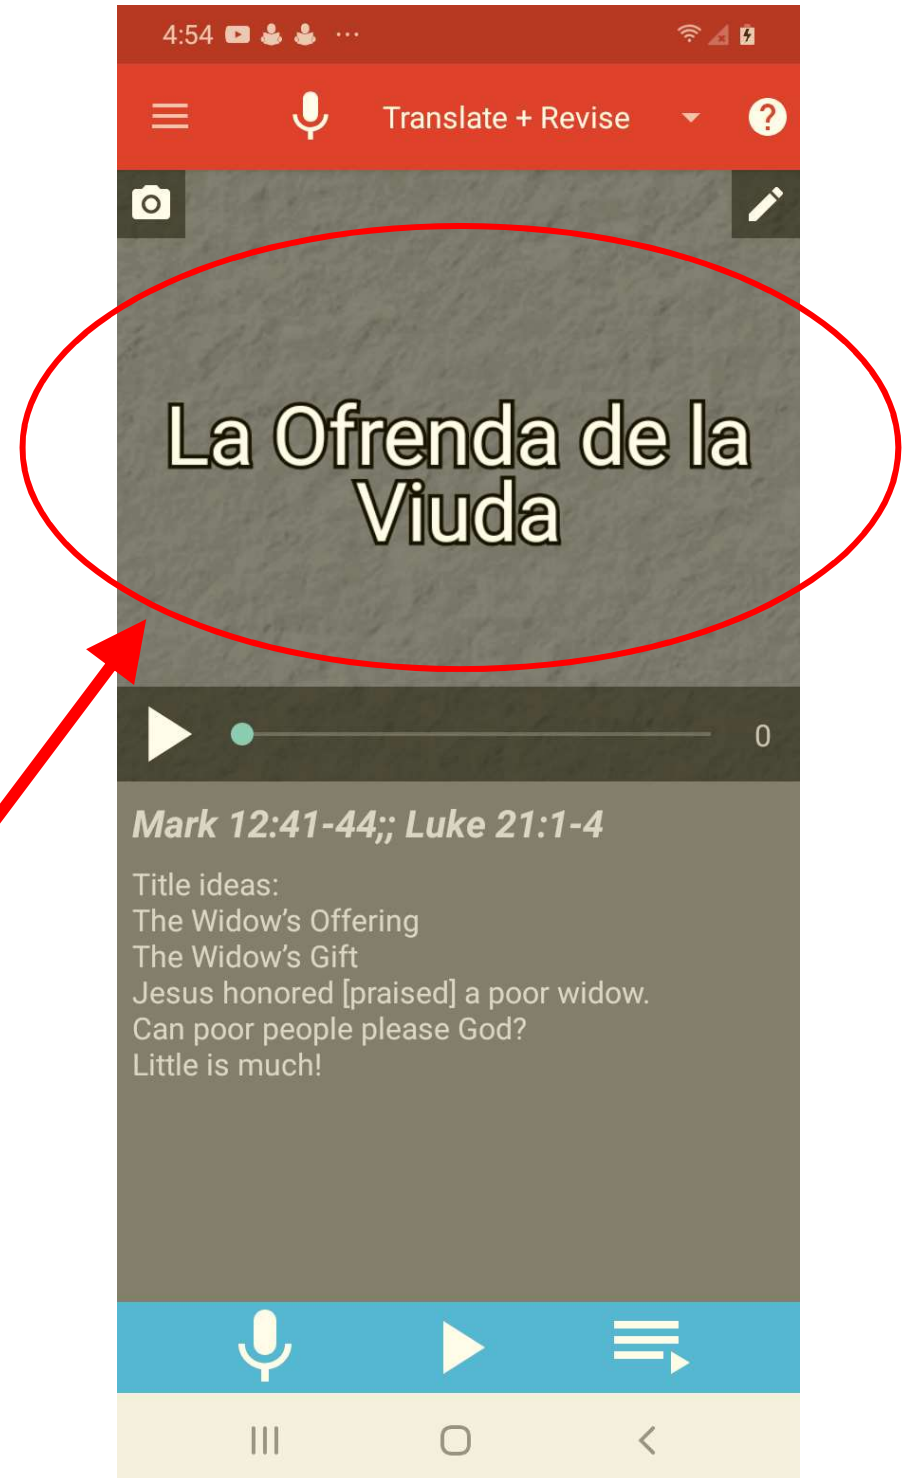 4:54
Translate + Revise
?
La Ofrenda de la
Viuda
0
Mark 12:41-44;; Luke 21:1-4
Title ideas:
The Widow’s Offering
The Widow’s Gift
Jesus honored [praised] a poor widow.
Can poor people please God?
Little is much!